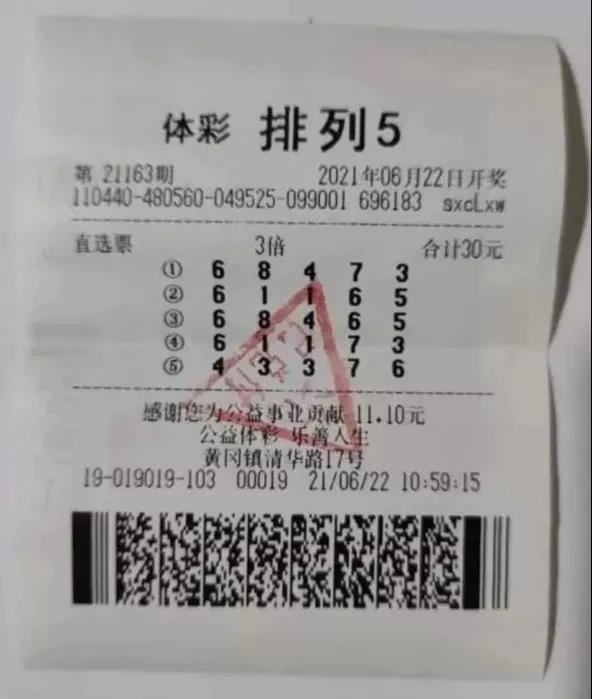 体彩 排列5
第 21163期 2021年06月22日开奖
110440-480560-049525-099001 696183 sxcLxw
直选票 3倍 合计30元
① 6 8 4 7 3
② 6 1 1 6 5
③ 6 8 4 6 5
④ 6 1 1 7 3
⑤ 4 3 3 7 6
感谢您为公益事业贡献 11.10元
公益体彩 乐善人生
黄冈镇清华路17号
19-019019-103 00019 21/06/22 10:59:15